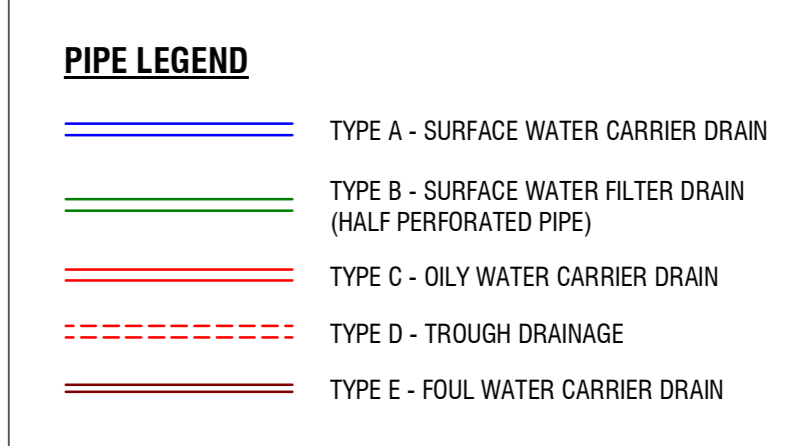 PIPE LEGEND
TYPE A - SURFACE WATER CARRIER DRAIN
TYPE B - SURFACE WATER FILTER DRAIN
(HALF PERFORATED PIPE)
TYPE C - OILY WATER CARRIER DRAIN
TYPE D - TROUGH DRAINAGE
TYPE E - FOUL WATER CARRIER DRAIN